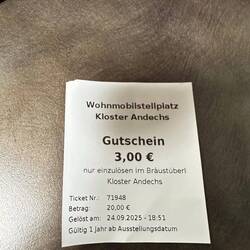 Wohnmobilstellplatz
Kloster Andechs
Gutschein
3,00 €
nur einzulösen im Bräustüberl
Kloster Andechs
Ticket Nr.: 71948
Betrag: 20,00 €
Gelöst am: 24.09.2025 - 18:51
Gültig 1 Jahr ab Ausstellungsdatum